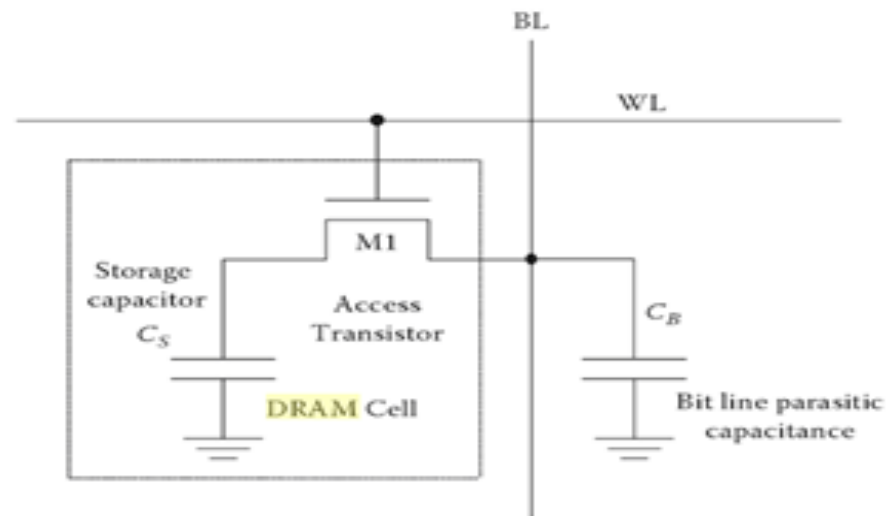 BL
WL
M1
Storage
capacitor
C_S
Access
Transistor
DRAM Cell
C_B
Bit line parasitic
capacitance